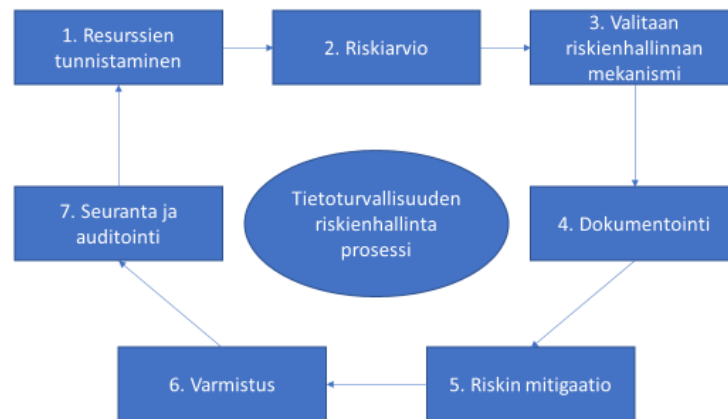 1. Resurssien
tunnistaminen
2. Riskiarvio
3. Valitaan
riskienhallinnan
mekanismi
Tietoturvallisuuden
riskienhallinta
prosessi
7. Seuranta ja
auditointi
4. Dokumentointi
6. Varmistus
5. Riskin mitigaatio